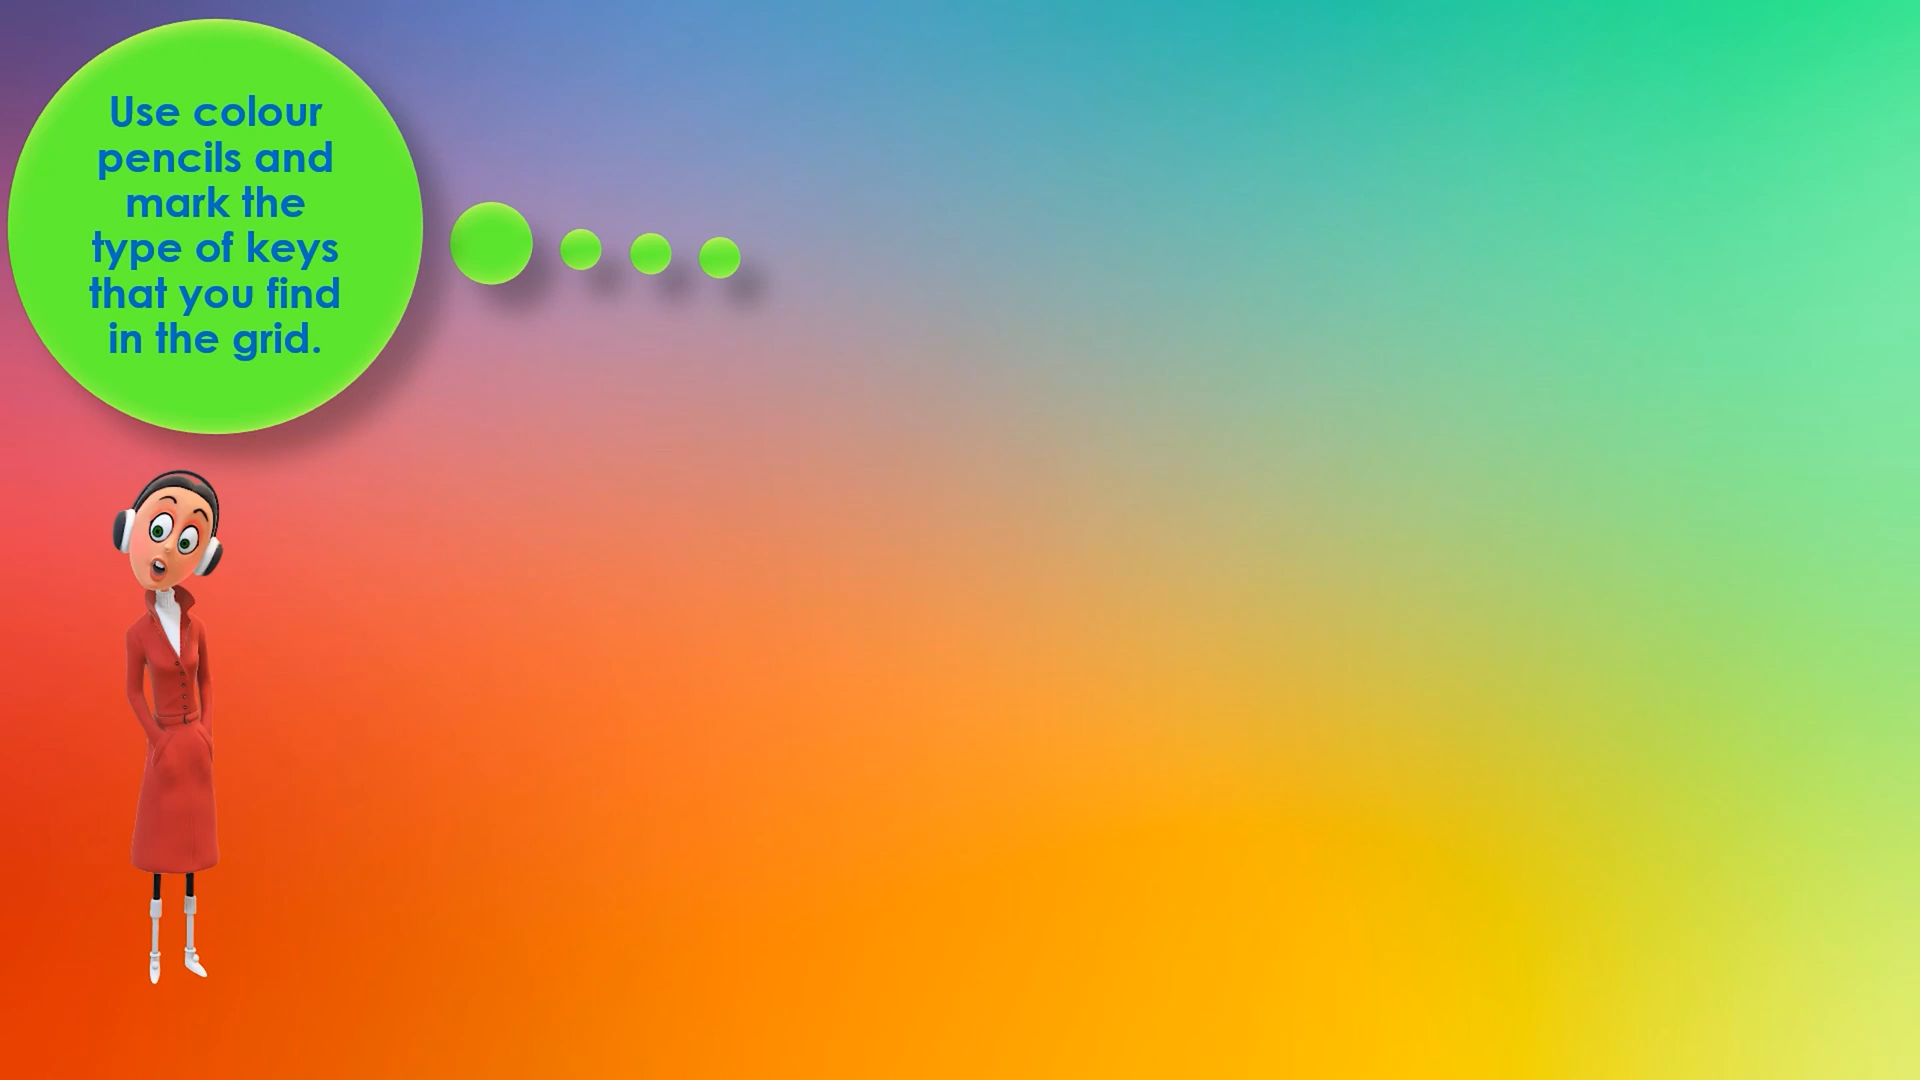 Use colour
pencils and
mark the
type of keys
that you find
in the grid.